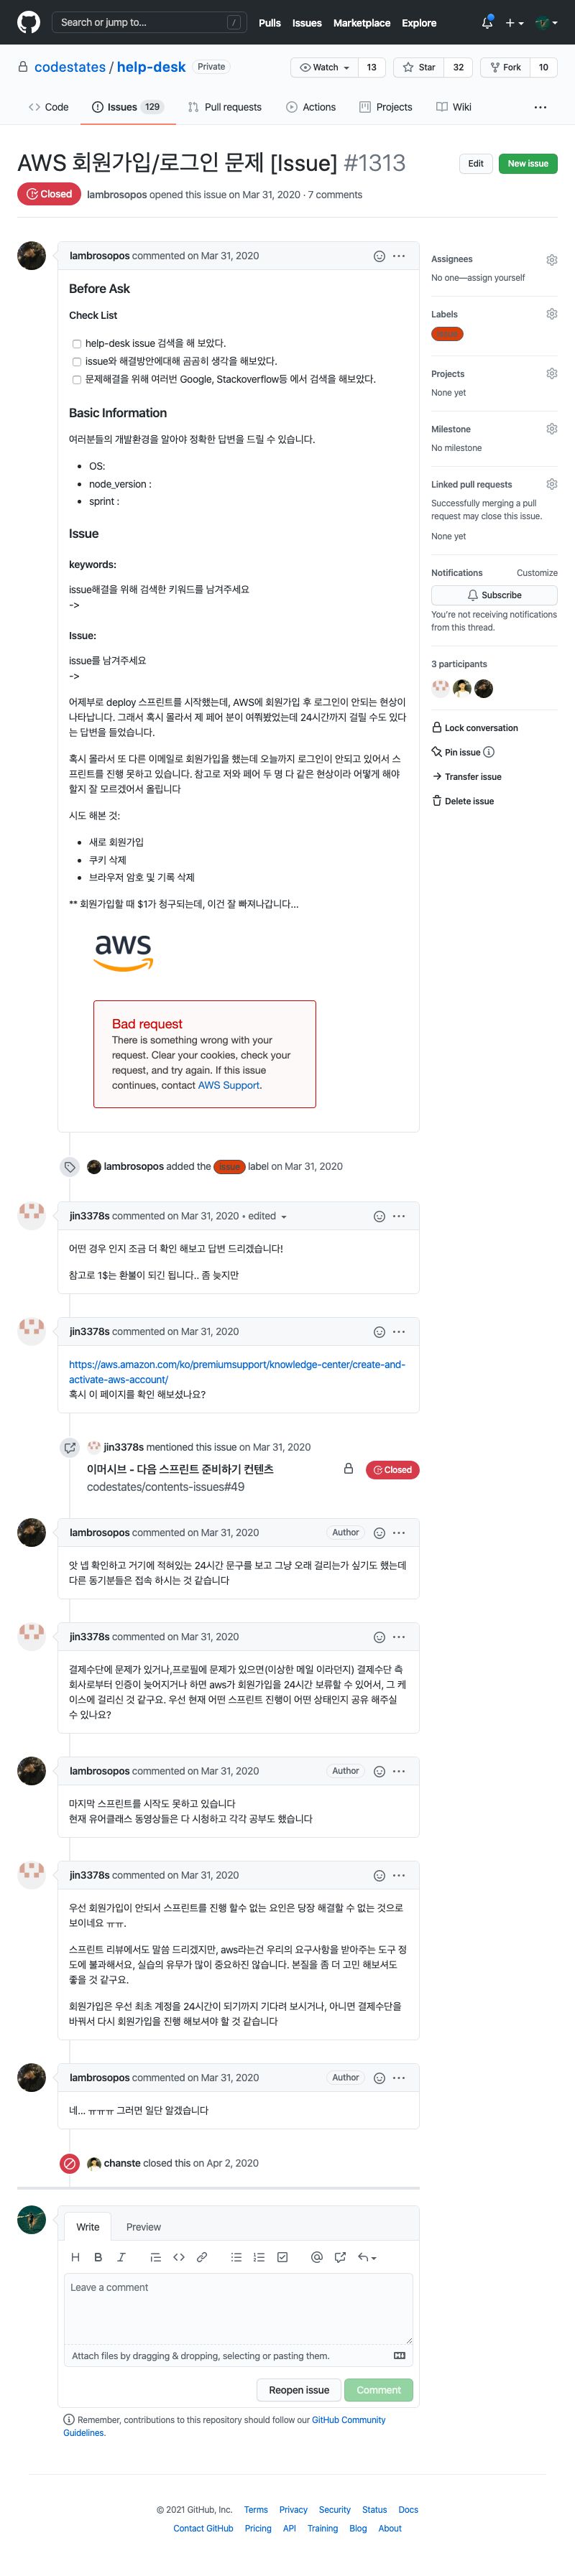 Search or jump to...
/
Pulls Issues Marketplace Explore
codestates / help-desk Private
Watch 13 Star 32 Fork 10
Code Issues 129 Pull requests Actions Projects Wiki
AWS 회원가입/로그인 문제 [Issue] #1313
Edit New issue
Closed lambrosopos opened this issue on Mar 31, 2020 · 7 comments
lambrosopos commented on Mar 31, 2020
Before Ask
Check List
help-desk issue 검색을 해 보았다.
issue와 해결방안에대해 곰곰히 생각을 해보았다.
문제해결을 위해 여러번 Google, Stackoverflow등 에서 검색을 해보았다.
Basic Information
여러분들의 개발환경을 알아야 정확한 답변을 드릴 수 있습니다.
• OS:
• node_version :
• sprint :
Issue
keywords:
issue해결을 위해 검색한 키워드를 남겨주세요
->
Issue:
issue를 남겨주세요
->
어제부로 deploy 스프린트를 시작했는데, AWS에 회원가입 후 로그인이 안되는 현상이
나타납니다. 그래서 혹시 몰라서 제 페어 분이 여쭤봤었는데 24시간까지 걸릴 수도 있다
는 답변을 들었습니다.
혹시 몰라서 또 다른 이메일로 회원가입을 했는데 오늘까지 로그인이 안되고 있어서 스
프린트를 진행 못하고 있습니다. 참고로 저와 페어 두 명 다 같은 현상이라 어떻게 해야
할지 잘 모르겠어서 올립니다
시도 해본 것:
• 새로 회원가입
• 쿠키 삭제
• 브라우저 암호 및 기록 삭제
** 회원가입할 때 $1가 청구되는데, 이건 잘 빠져나갑니다...
aws
Bad request
There is something wrong with your
request. Clear your cookies, check your
request, and try again. If this issue
continues, contact AWS Support.
Assignees
No one—assign yourself
Labels
issue
Projects
None yet
Milestone
No milestone
Linked pull requests
Successfully merging a pull
request may close this issue.
None yet
Notifications Customize
Subscribe
You're not receiving notifications
from this thread.
3 participants
Lock conversation
Pin issue
Transfer issue
Delete issue
lambrosopos added the issue label on Mar 31, 2020
jin3378s commented on Mar 31, 2020 • edited
어떤 경우 인지 조금 더 확인 해보고 답변 드리겠습니다!
참고로 1$는 환불이 되긴 됩니다.. 좀 늦지만
jin3378s commented on Mar 31, 2020
https://aws.amazon.com/ko/premiumsupport/knowledge-center/create-and-
activate-aws-account/
혹시 이 페이지를 확인 해보셨나요?
jin3378s mentioned this issue on Mar 31, 2020
이머시브 - 다음 스프린트 준비하기 컨텐츠
Closed
codestates/contents-issues#49
lambrosopos commented on Mar 31, 2020 Author
앗 넵 확인하고 거기에 적혀있는 24시간 문구를 보고 그냥 오래 걸리는가 싶기도 했는데
다른 동기분들은 접속 하시는 것 같습니다
jin3378s commented on Mar 31, 2020
결제수단에 문제가 있거나,프로필에 문제가 있으면(이상한 메일 이라던지) 결제수단 측
회사로부터 인증이 늦어지거나 하면 aws가 회원가입을 24시간 보류할 수 있어서, 그 케
이스에 걸리신 것 같구요. 우선 현재 어떤 스프린트 진행이 어떤 상태인지 공유 해주실
수 있나요?
lambrosopos commented on Mar 31, 2020 Author
마지막 스프린트를 시작도 못하고 있습니다
현재 유어클래스 동영상들은 다 시청하고 각각 공부도 했습니다
jin3378s commented on Mar 31, 2020
우선 회원가입이 안되서 스프린트를 진행 할수 없는 요인은 당장 해결할 수 없는 것으로
보이네요 ㅠㅠ.
스프린트 리뷰에서도 말씀 드리겠지만, aws라는건 우리의 요구사항을 받아주는 도구 정
도에 불과해서요, 실습의 유무가 많이 중요하진 않습니다. 본질을 좀 더 고민 해보셔도
좋을 것 같구요.
회원가입은 우선 최초 계정을 24시간이 되기까지 기다려 보시거나, 아니면 결제수단을
바꿔서 다시 회원가입을 진행 해보셔야 할 것 같습니다
lambrosopos commented on Mar 31, 2020 Author
네... ㅠㅠㅠ 그러면 일단 알겠습니다
chanste closed this on Apr 2, 2020
Write Preview
Leave a comment
Attach files by dragging & dropping, selecting or pasting them.
Reopen issue Comment
Remember, contributions to this repository should follow our GitHub Community
Guidelines.
© 2021 GitHub, Inc. Terms Privacy Security Status Docs
Contact GitHub Pricing API Training Blog About